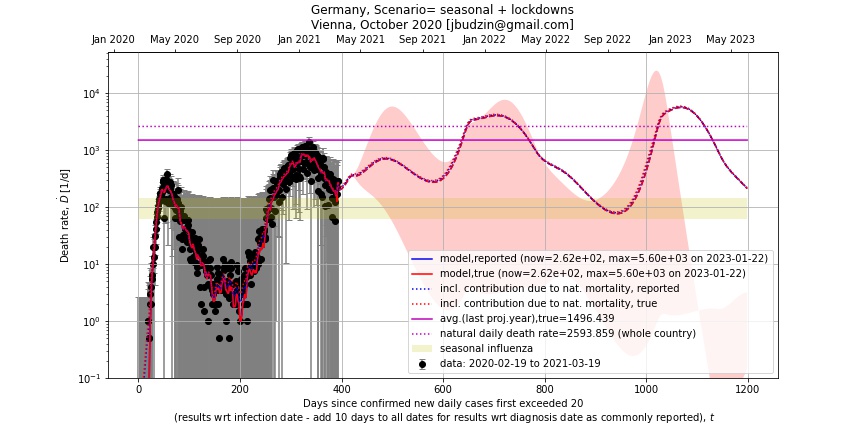 Germany, Scenario= seasonal + lockdowns
Vienna, October 2020 [jbudzin@gmail.com]
Jan 2020 May 2020 Sep 2020 Jan 2021 May 2021 Sep 2021 Jan 2022 May 2022 Sep 2022 Jan 2023 May 2023
Death rate, D [1/d]
10⁴
10³
10²
10¹
10⁰
10⁻¹
model,reported (now=2.62e+02, max=5.60e+03 on 2023-01-22)
model,true (now=2.62e+02, max=5.60e+03 on 2023-01-22)
incl. contribution due to nat. mortality, reported
incl. contribution due to nat. mortality, true
avg.(last proj.year),true=1496.439
natural daily death rate=2593.859 (whole country)
seasonal influenza
data: 2020-02-19 to 2021-03-19
0 200 400 600 800 1000 1200
Days since confirmed new daily cases first exceeded 20
(results wrt infection date - add 10 days to all dates for results wrt diagnosis date as commonly reported), t